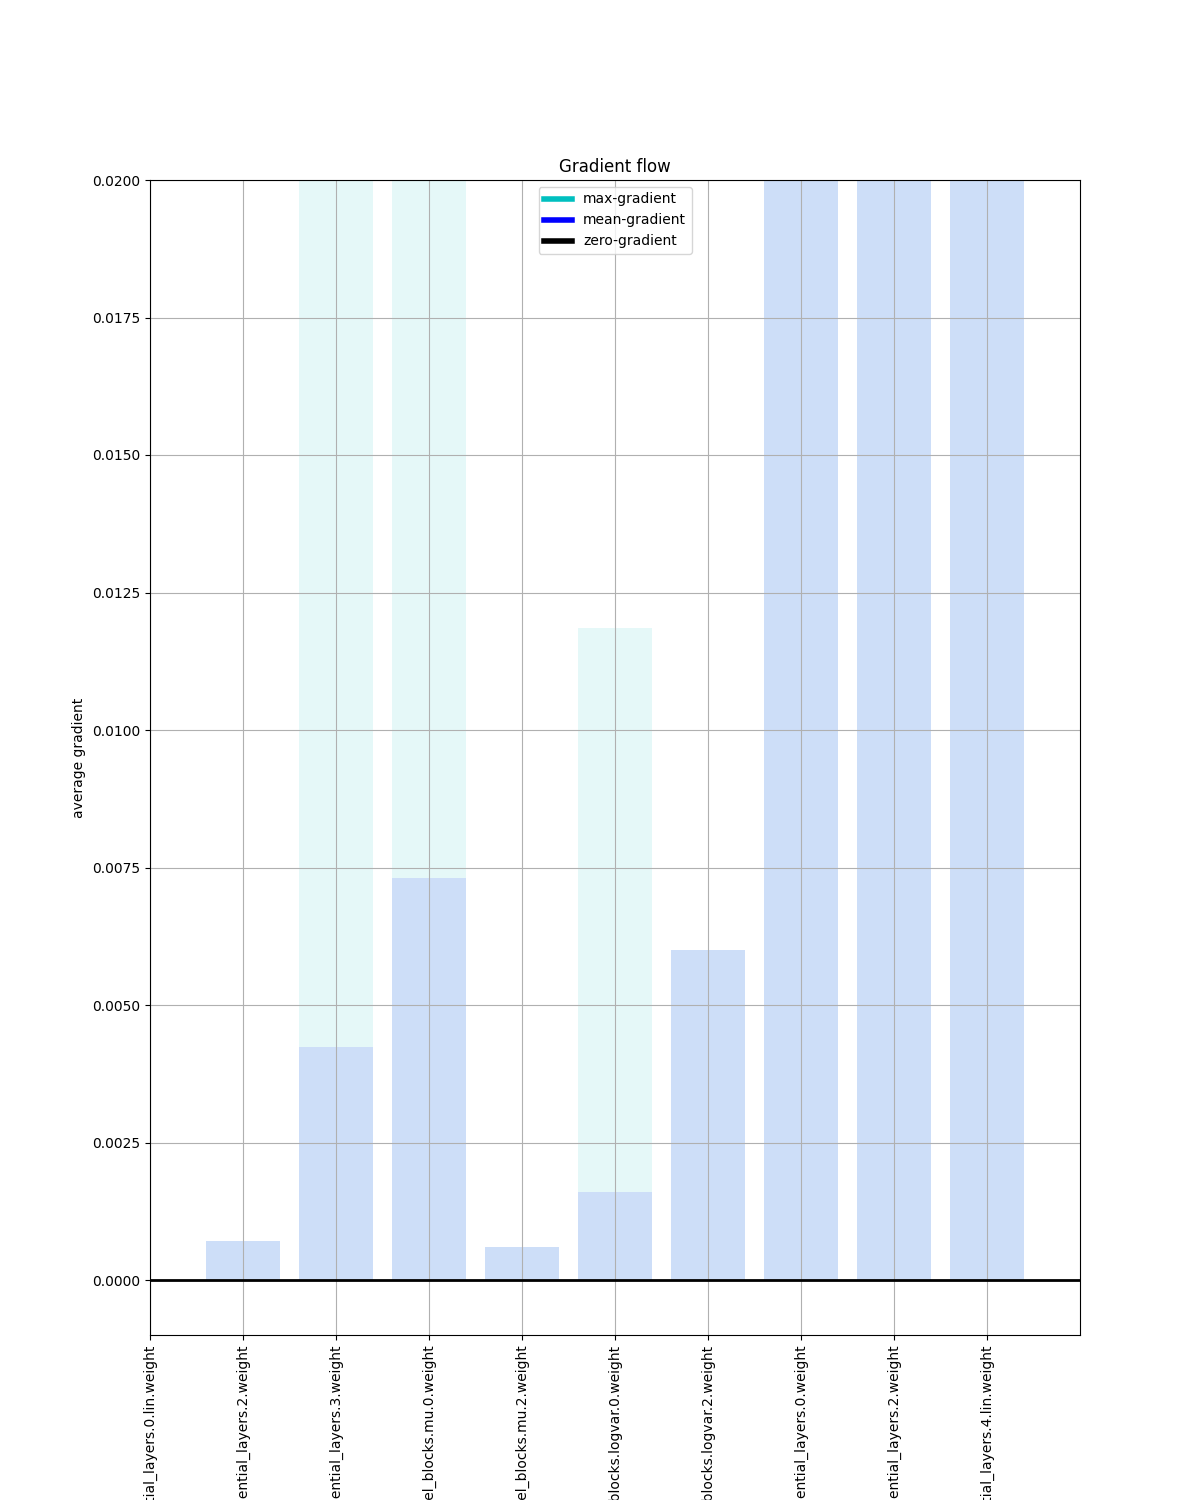 Gradient flow
max-gradient
mean-gradient
zero-gradient
0.0200
0.0175
0.0150
0.0125
0.0100
0.0075
0.0050
0.0025
0.0000
average gradient
tial_layers.0.lin.weight
ential_layers.2.weight
ential_layers.3.weight
el_blocks.mu.0.weight
el_blocks.mu.2.weight
blocks.logvar.0.weight
blocks.logvar.2.weight
ential_layers.0.weight
ential_layers.2.weight
tial_layers.4.lin.weight